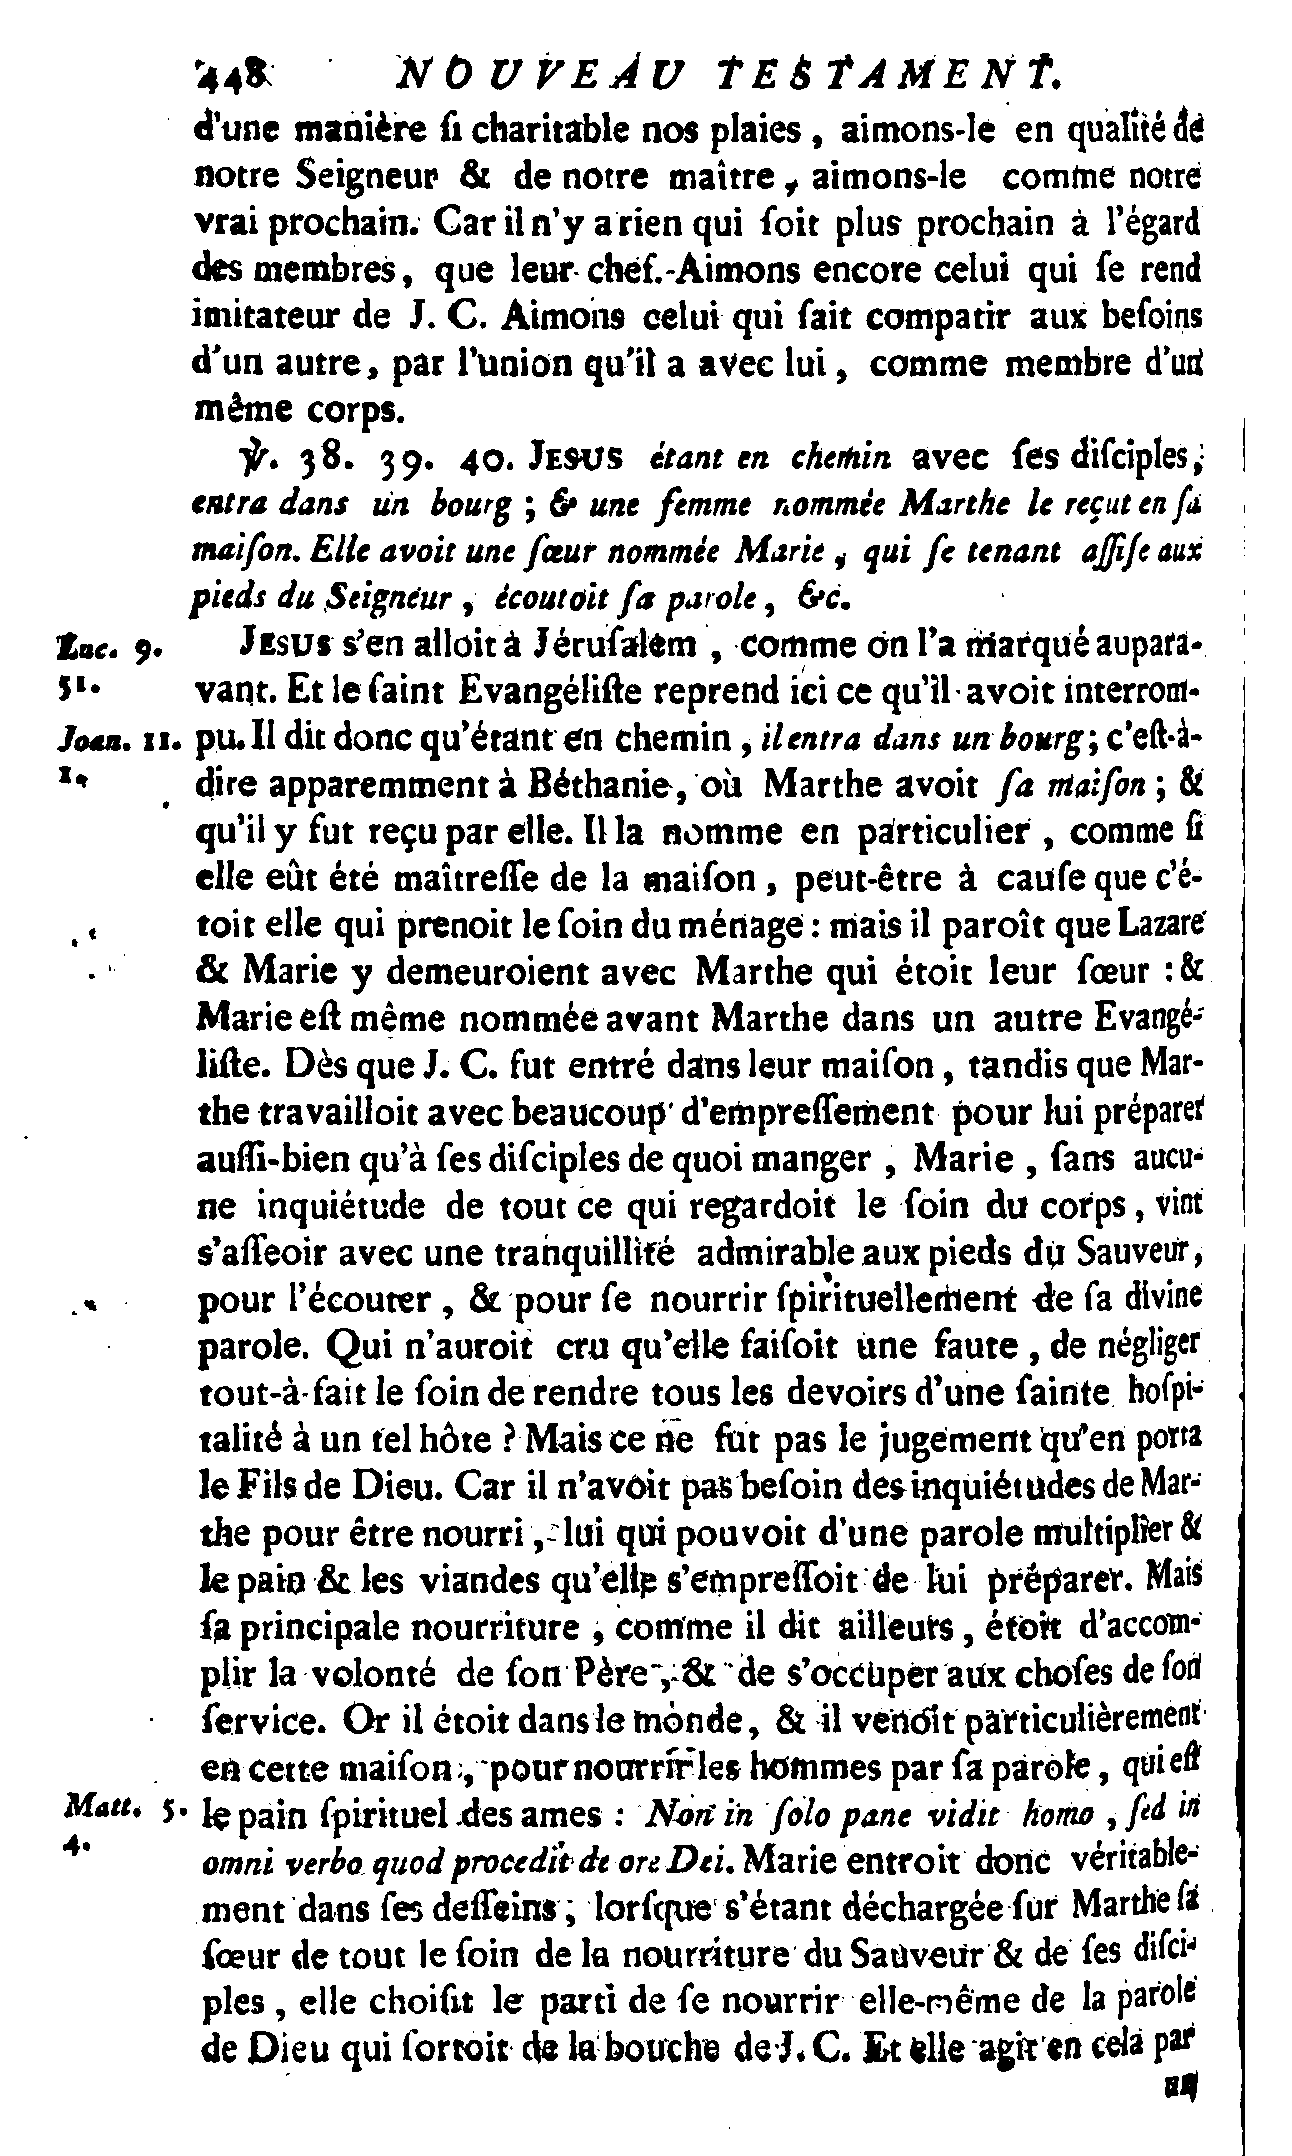 448 NOUVEAU TESTAMENT.
d'une manière ſi charitable nos plaies, aimons-le en qualité de
notre Seigneur & de notre maître, aimons-le comme notre
vrai prochain. Car il n'y a rien qui ſoit plus prochain à l'égard
des membres, que leur chef. Aimons encore celui qui ſe rend
imitateur de J. C. Aimons celui qui ſait compatir aux beſoins
d'un autre, par l'union qu'il a avec lui, comme membre d'un
même corps.
℣. 38. 39. 40. JESUS étant en chemin avec ſes diſciples,
entra dans un bourg ; & une femme nommée Marthe le reçut en ſa
maiſon. Elle avoit une ſœur nommée Marie, qui ſe tenant aſſiſe aux
pieds du Seigneur, écoutoit ſa parole, &c.
Luc. 9. JESUS s'en alloit à Jéruſalem, comme on l'a marqué aupara-
51. vant. Et le ſaint Evangéliſte reprend ici ce qu'il avoit interrom-
Joan. 11. pu. Il dit donc qu'étant en chemin, il entra dans un bourg; c'eſt-à-
1. dire apparemment à Béthanie, où Marthe avoit ſa maiſon ; &
qu'il y fut reçu par elle. Il la nomme en particulier, comme ſi
elle eût été maîtreſſe de la maiſon, peut-être à cauſe que c'é-
toit elle qui prenoit le ſoin du ménage : mais il paroît que Lazare
& Marie y demeuroient avec Marthe qui étoit leur ſœur : &
Marie eſt même nommée avant Marthe dans un autre Evangé-
liſte. Dès que J. C. fut entré dans leur maiſon, tandis que Mar-
the travailloit avec beaucoup d'empreſſement pour lui préparer
auſſi-bien qu'à ſes diſciples de quoi manger, Marie, ſans aucu-
ne inquiétude de tout ce qui regardoit le ſoin du corps, vint
s'aſſeoir avec une tranquillité admirable aux pieds du Sauveur,
pour l'écouter, & pour ſe nourrir ſpirituellement de ſa divine
parole. Qui n'auroit cru qu'elle faiſoit une faute, de négliger
tout-à-fait le ſoin de rendre tous les devoirs d'une ſainte hoſpi-
talité à un tel hôte ? Mais ce ne fut pas le jugement qu'en porta
le Fils de Dieu. Car il n'avoit pas beſoin des inquiétudes de Mar-
the pour être nourri, lui qui pouvoit d'une parole multiplier &
le pain & les viandes qu'elle s'empreſſoit de lui préparer. Mais
ſa principale nourriture, comme il dit ailleurs, étoit d'accom-
plir la volonté de ſon Père, & de s'occuper aux choſes de ſon
ſervice. Or il étoit dans le monde, & il venoit particulièrement
en cette maiſon, pour nourrir les hommes par ſa parole, qui eſt
Matt. 5. le pain ſpirituel des ames : Non in ſolo pane vidit homo, ſed in
4. omni verbo quod procedit de ore Dei. Marie entroit donc véritable-
ment dans ſes deſſeins ; lorſque s'étant déchargée ſur Marthe ſa
ſœur de tout le ſoin de la nourriture du Sauveur & de ſes diſci-
ples, elle choiſit le parti de ſe nourrir elle-même de la parole
de Dieu qui ſortoit de la bouche de J. C. Et elle agit en cela par
un